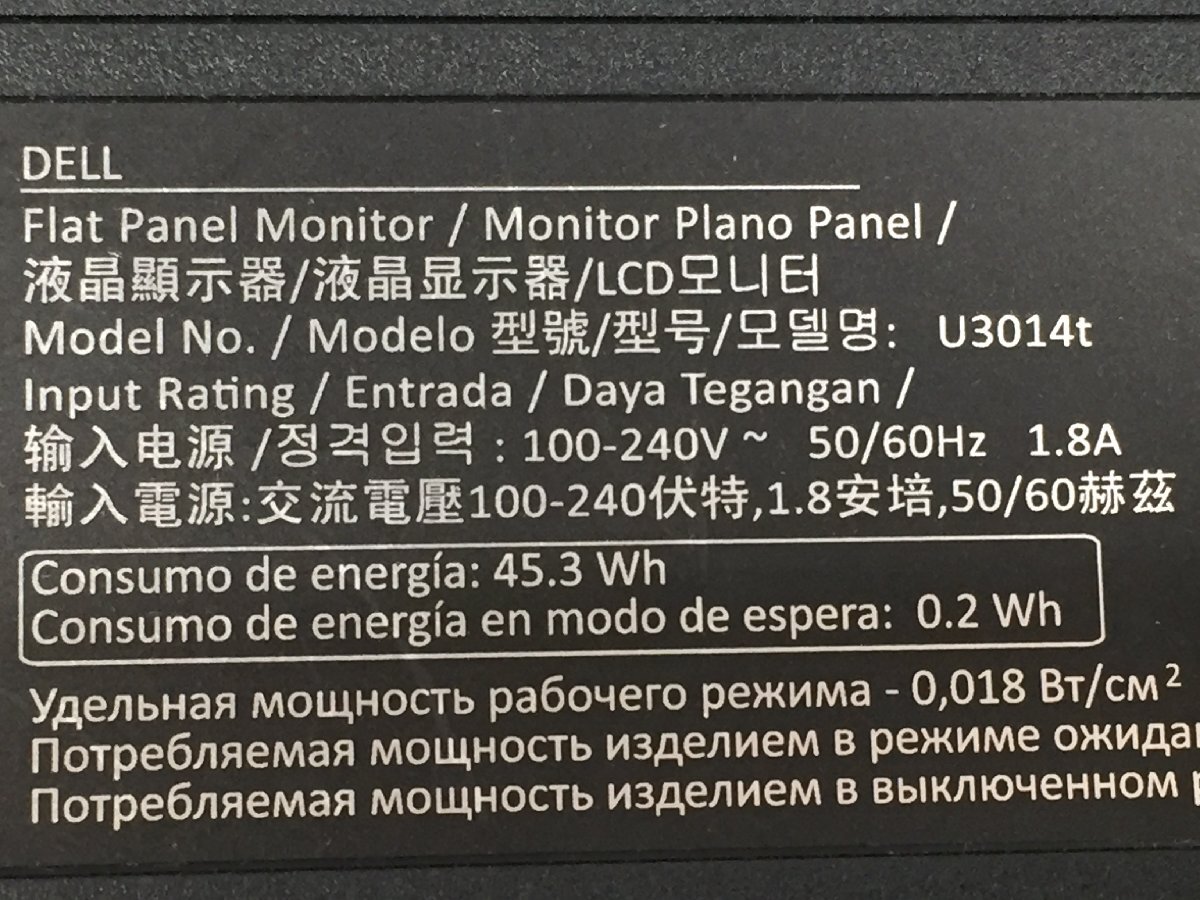 DELL
Flat Panel Monitor / Monitor Plano Panel /
液晶顯示器/液晶显示器/LCD모니터
Model No. / Modelo 型號/型号/모델명: U3014t
Input Rating / Entrada / Daya Tegangan /
输入电源 /정격입력 : 100-240V ~ 50/60Hz 1.8A
輸入電源:交流電壓100-240伏特,1.8安培,50/60赫茲
Consumo de energía: 45.3 Wh
Consumo de energía en modo de espera: 0.2 Wh
Удельная мощность рабочего режима - 0,018 Вт/см²
Потребляемая мощность изделием в режиме
Потребляемая мощность изделием в выключенном